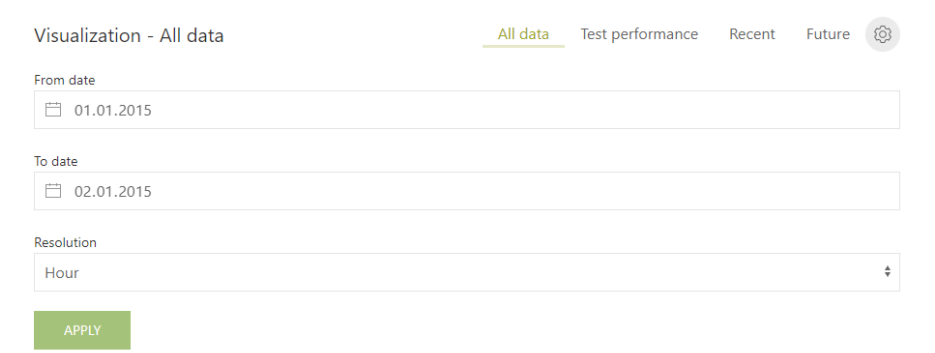 Visualization - All data
All data Test performance Recent Future
From date
01.01.2015
To date
02.01.2015
Resolution
Hour
APPLY